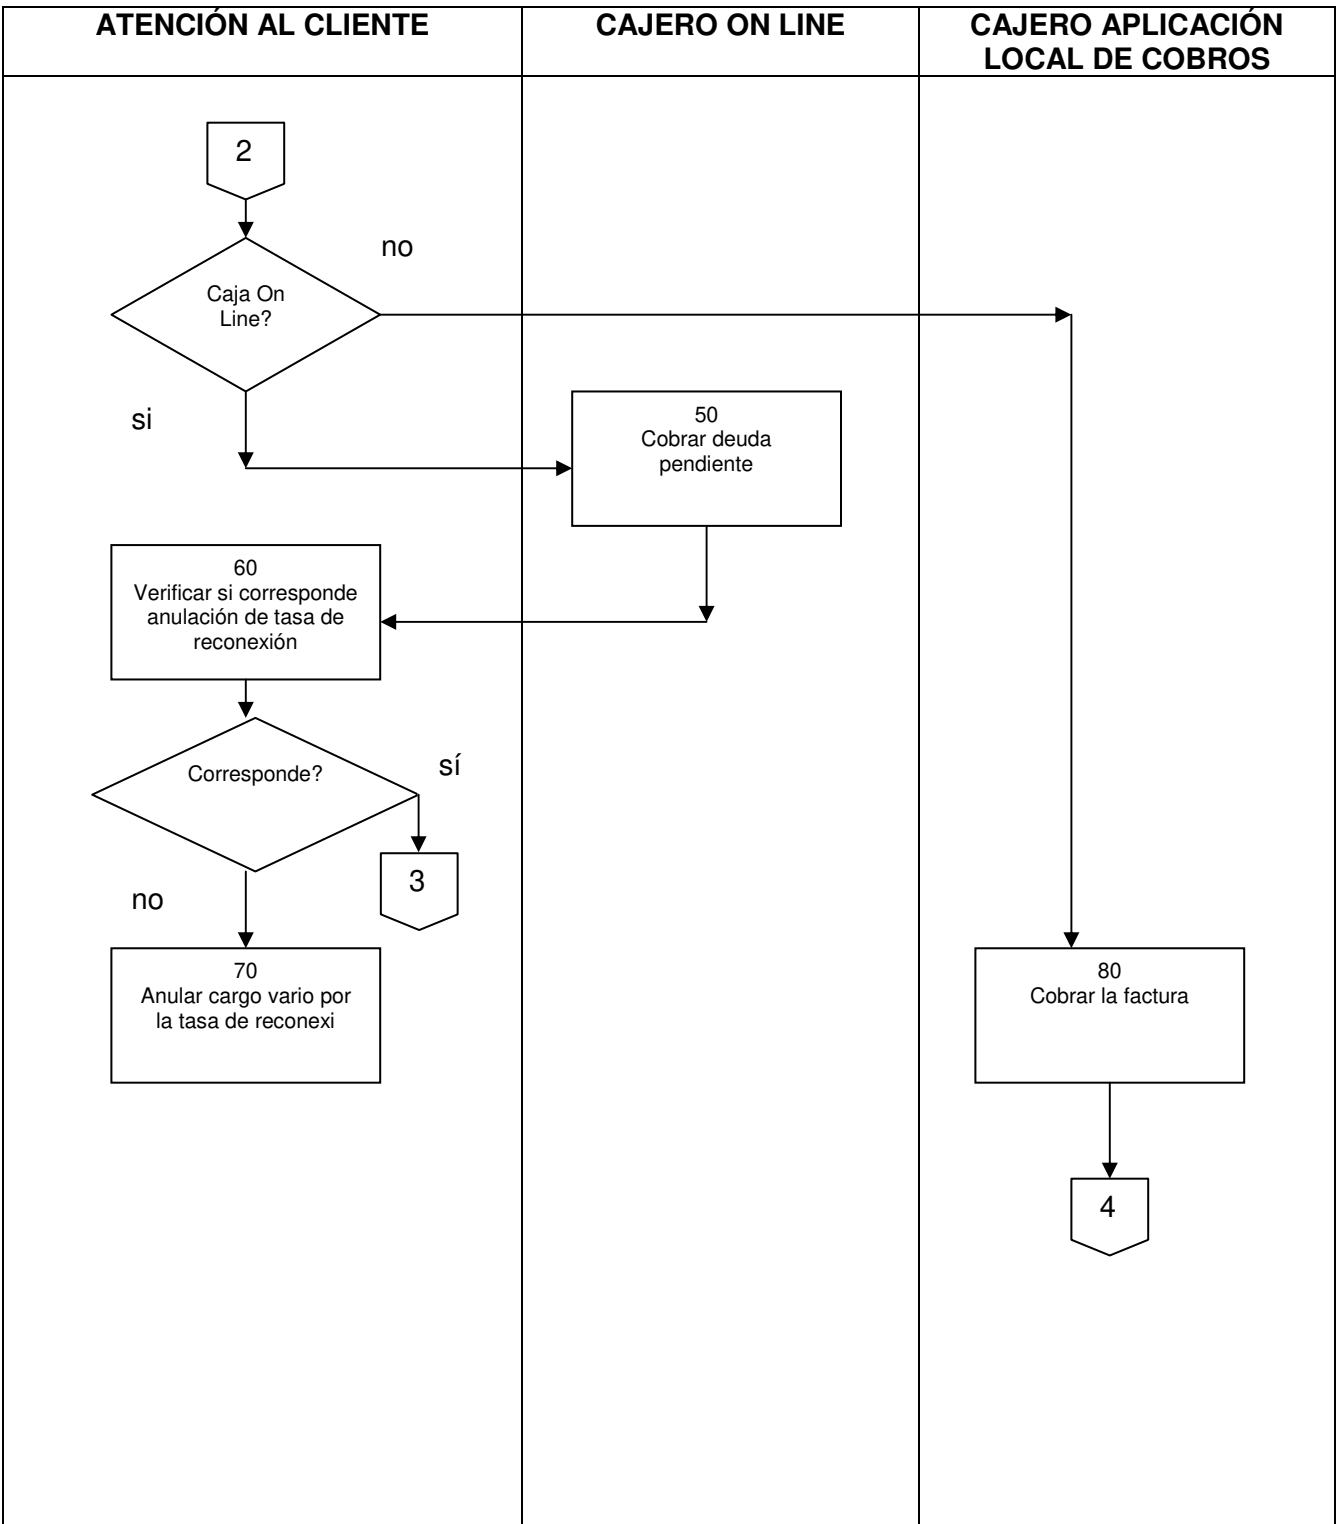 ATENCIÓN AL CLIENTE
CAJERO ON LINE
CAJERO APLICACIÓN
LOCAL DE COBROS
2
no
Caja On
Line?
si
50
Cobrar deuda
pendiente
60
Verificar si corresponde
anulación de tasa de
reconexión
Corresponde?
sí
3
no
70
Anular cargo vario por
la tasa de reconexi
80
Cobrar la factura
4